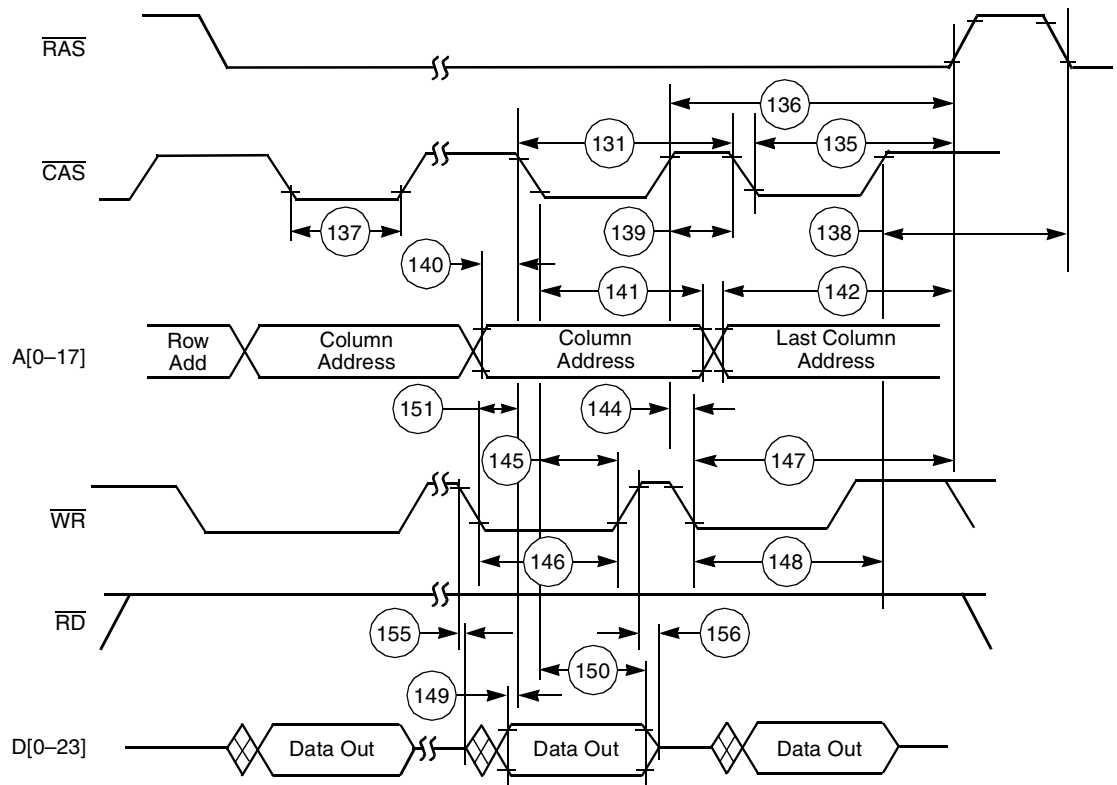 RAS
136
CAS
131
135
137
139
138
140
141
142
A[0–17]
Row
Add
Column
Address
Column
Address
Last Column
Address
151
144
145
147
WR
146
148
RD
155
156
150
149
D[0–23]
Data Out
Data Out
Data Out